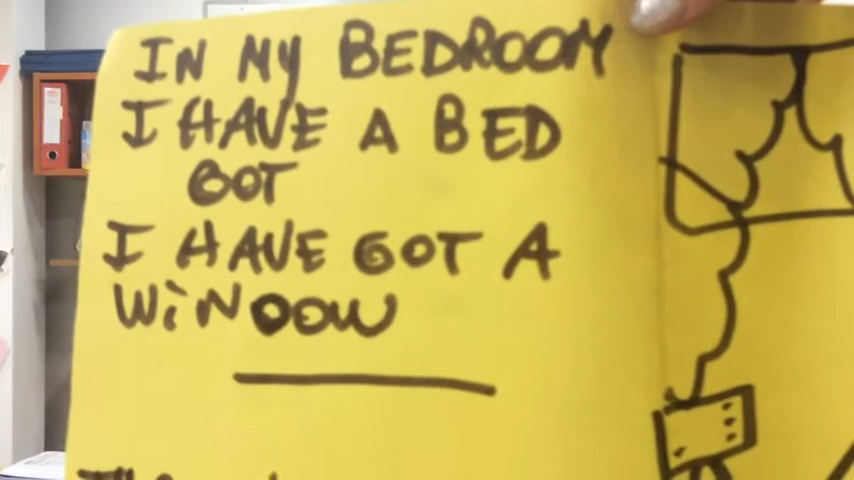 IN MY BEDROOM
I HAVE A BED
GOT
I HAVE GOT A
WiNDOW